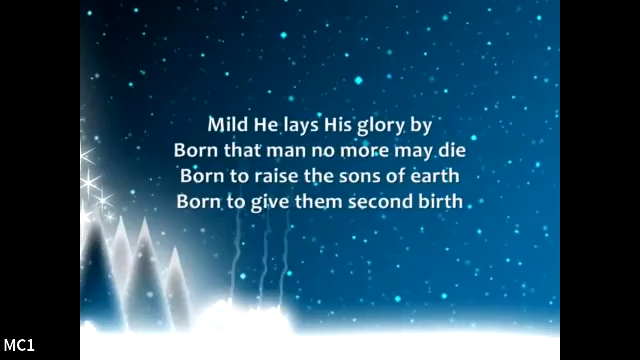 Mild He lays His glory by
Born that man no more may die
Born to raise the sons of earth
Born to give them second birth
MC1